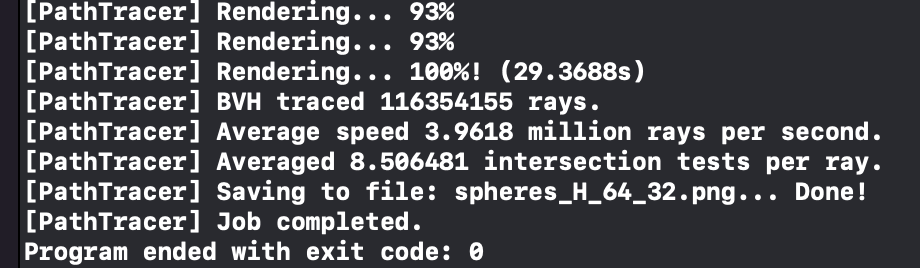 [PathTracer] Rendering... 93%
[PathTracer] Rendering... 93%
[PathTracer] Rendering... 100%! (29.3688s)
[PathTracer] BVH traced 116354155 rays.
[PathTracer] Average speed 3.9618 million rays per second.
[PathTracer] Averaged 8.506481 intersection tests per ray.
[PathTracer] Saving to file: spheres_H_64_32.png... Done!
[PathTracer] Job completed.
Program ended with exit code: 0